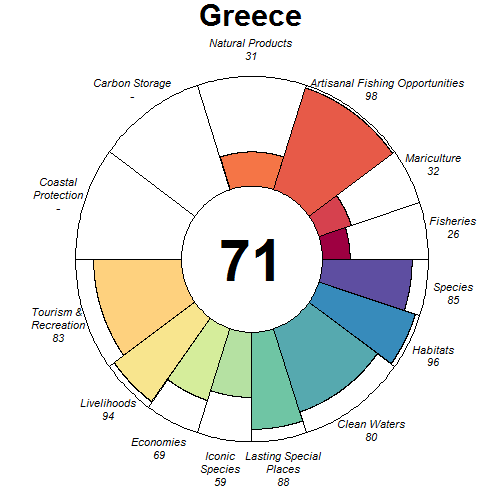 Greece
Natural Products
31
Carbon Storage
-
Artisanal Fishing Opportunities
98
Mariculture
32
Coastal
Protection
-
Fisheries
26
71
Species
85
Tourism &
Recreation
83
Habitats
96
Livelihoods
94
Clean Waters
80
Economies
69
Iconic
Species
59
Lasting Special
Places
88